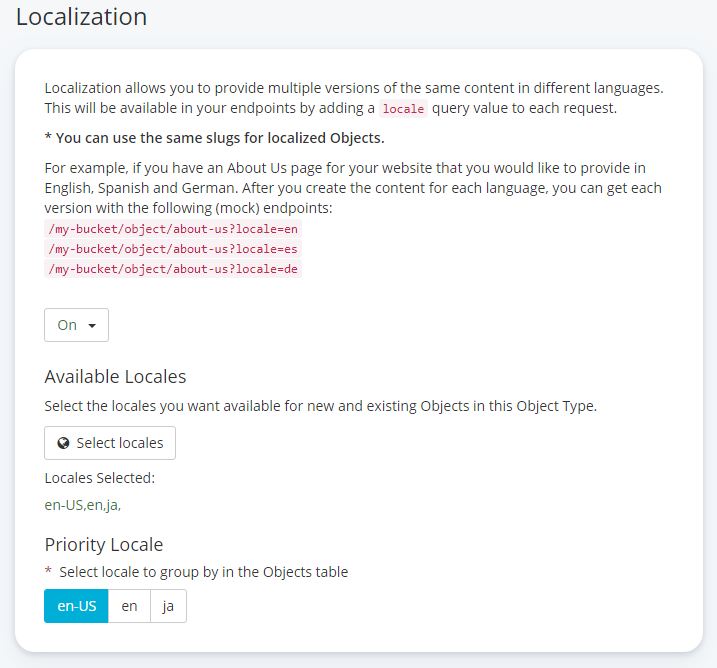 Localization
Localization allows you to provide multiple versions of the same content in different languages.
This will be available in your endpoints by adding a locale query value to each request.
* You can use the same slugs for localized Objects.
For example, if you have an About Us page for your website that you would like to provide in
English, Spanish and German. After you create the content for each language, you can get each
version with the following (mock) endpoints:
/my-bucket/object/about-us?locale=en
/my-bucket/object/about-us?locale=es
/my-bucket/object/about-us?locale=de
On
Available Locales
Select the locales you want available for new and existing Objects in this Object Type.
Select locales
Locales Selected:
en-US,en,ja,
Priority Locale
* Select locale to group by in the Objects table
en-US en ja